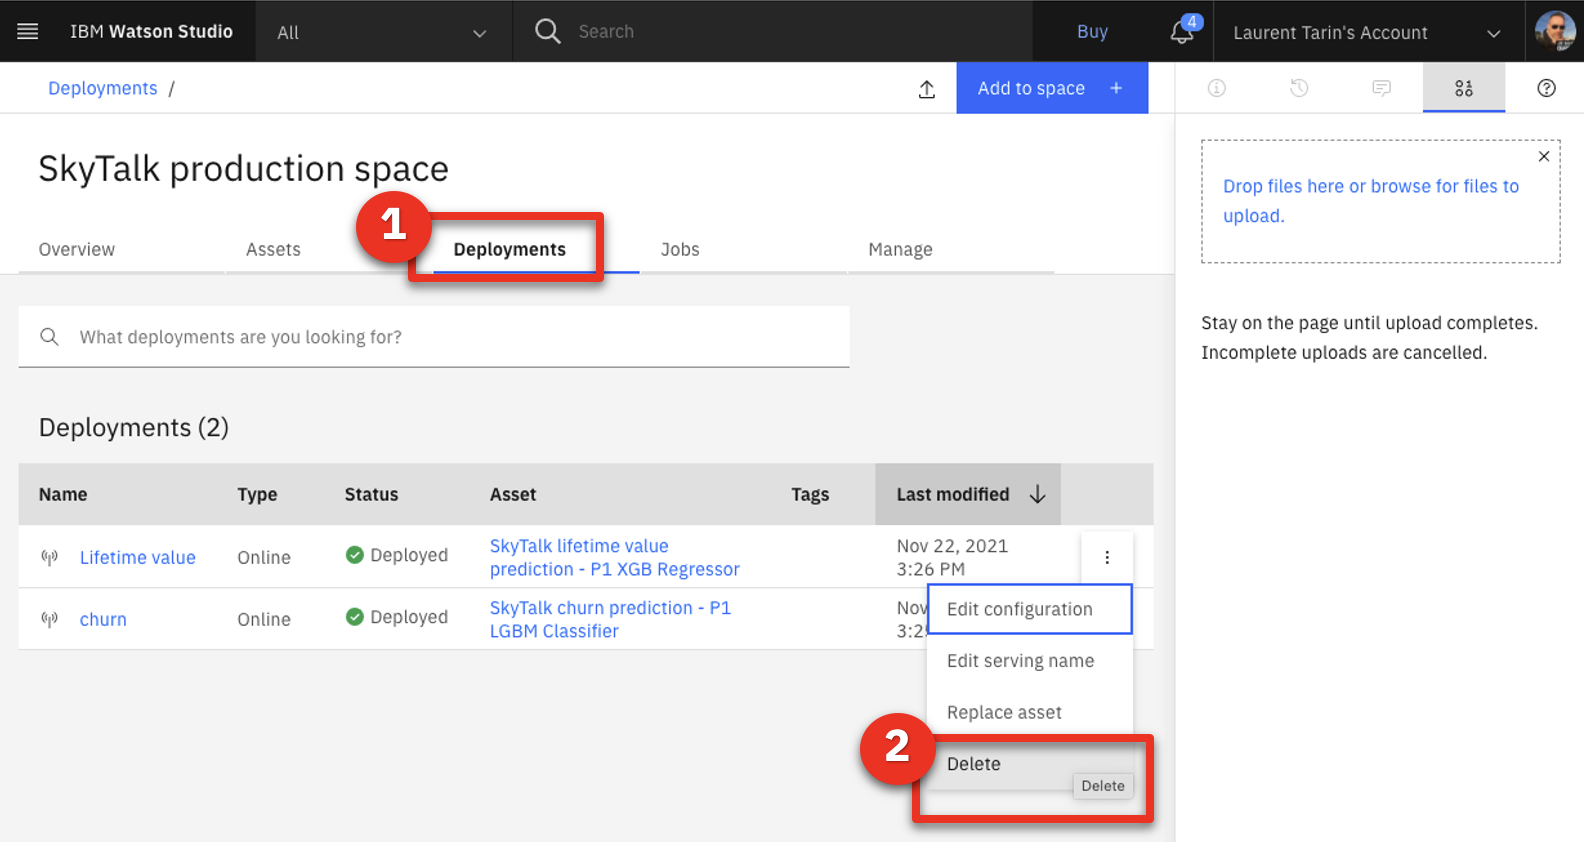 IBM Watson Studio
All
Search
Buy
4
Laurent Tarin's Account
Deployments /
Add to space +
SkyTalk production space
1
Overview
Assets
Deployments
Jobs
Manage
What deployments are you looking for?
Deployments (2)
Name Type Status Asset Tags Last modified
Lifetime value Online Deployed SkyTalk lifetime value
prediction - P1 XGB Regressor
Nov 22, 2021
3:26 PM
churn Online Deployed SkyTalk churn prediction - P1
LGBM Classifier
Nov
Edit configuration
Edit serving name
Replace asset
2
Delete
Delete
Drop files here or browse for files to
upload.
Stay on the page until upload completes.
Incomplete uploads are cancelled.